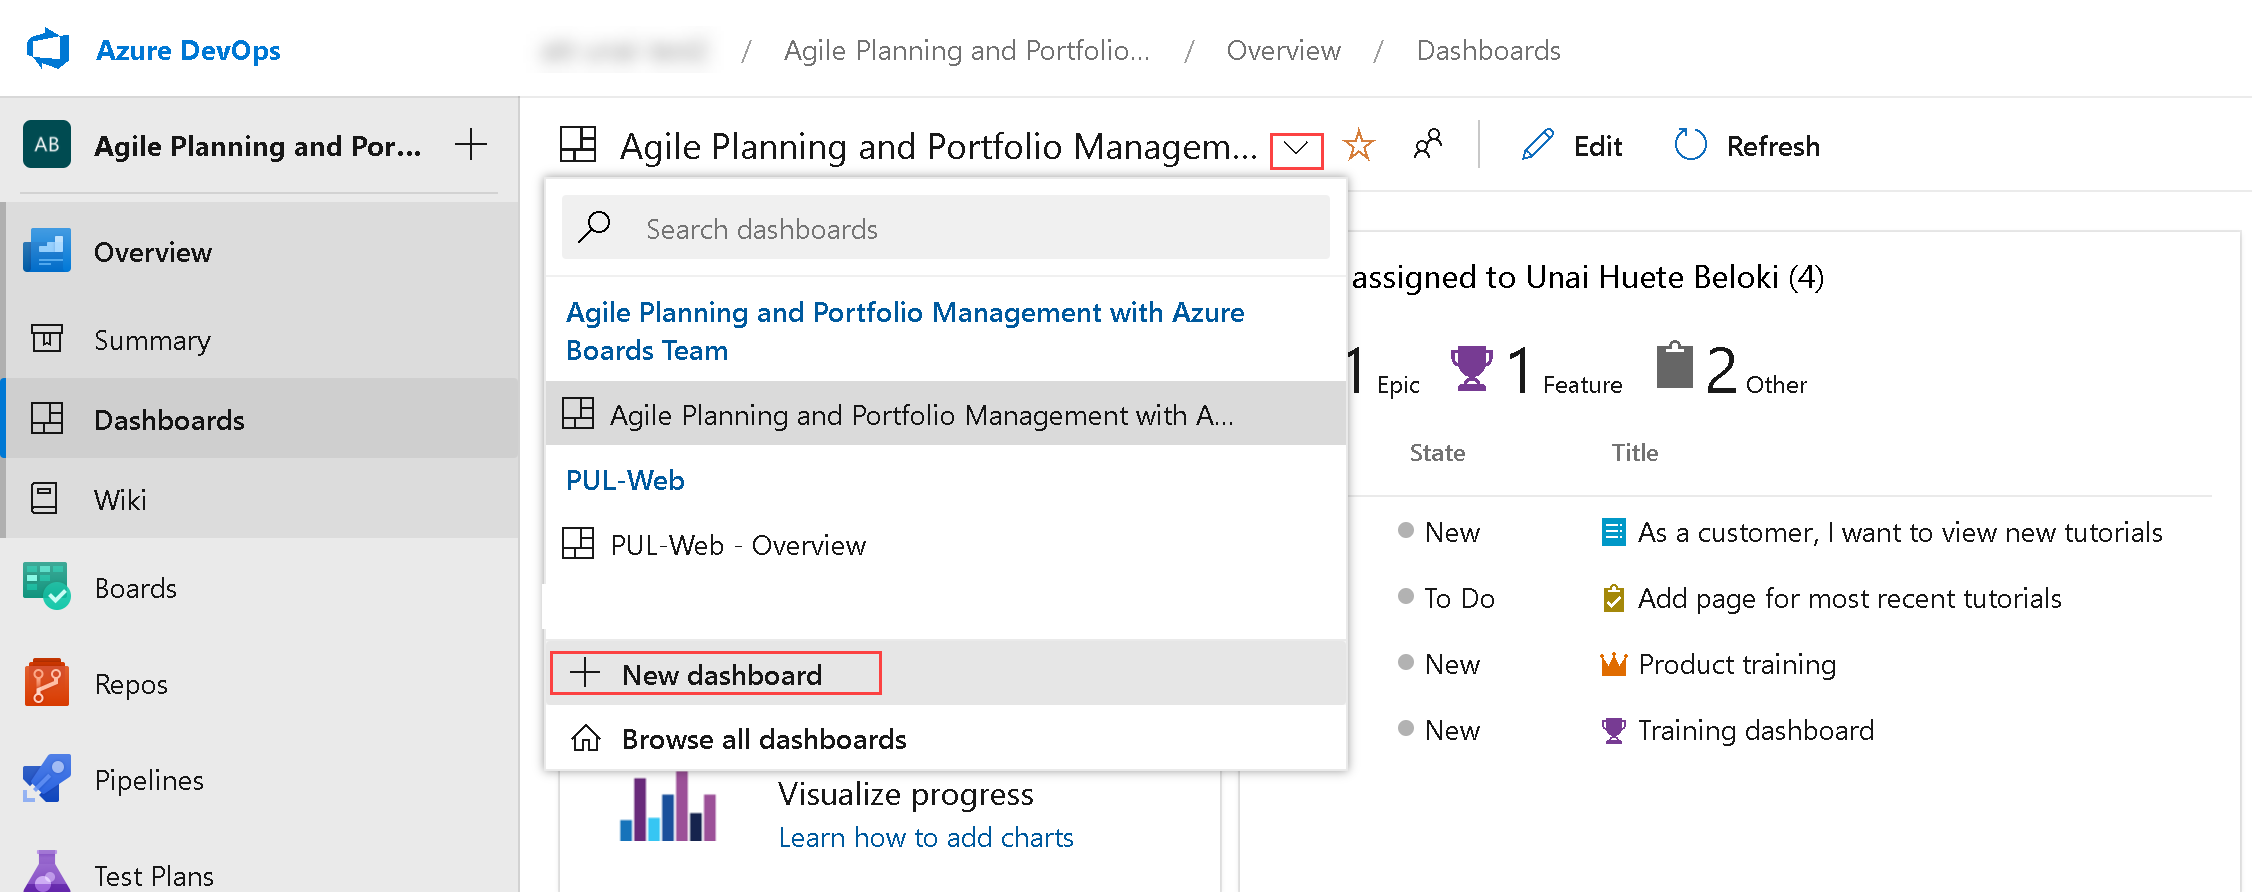 Azure DevOps
/ Agile Planning and Portfolio... / Overview / Dashboards
AB Agile Planning and Por...
Agile Planning and Portfolio Managem... Edit Refresh
Overview
Summary
Dashboards
Wiki
Boards
Repos
Pipelines
Test Plans
Search dashboards
Agile Planning and Portfolio Management with Azure
Boards Team
Agile Planning and Portfolio Management with A...
PUL-Web
PUL-Web - Overview
New dashboard
Browse all dashboards
Visualize progress
Learn how to add charts
assigned to Unai Huete Beloki (4)
1 Epic 1 Feature 2 Other
State Title
New As a customer, I want to view new tutorials
To Do Add page for most recent tutorials
New Product training
New Training dashboard